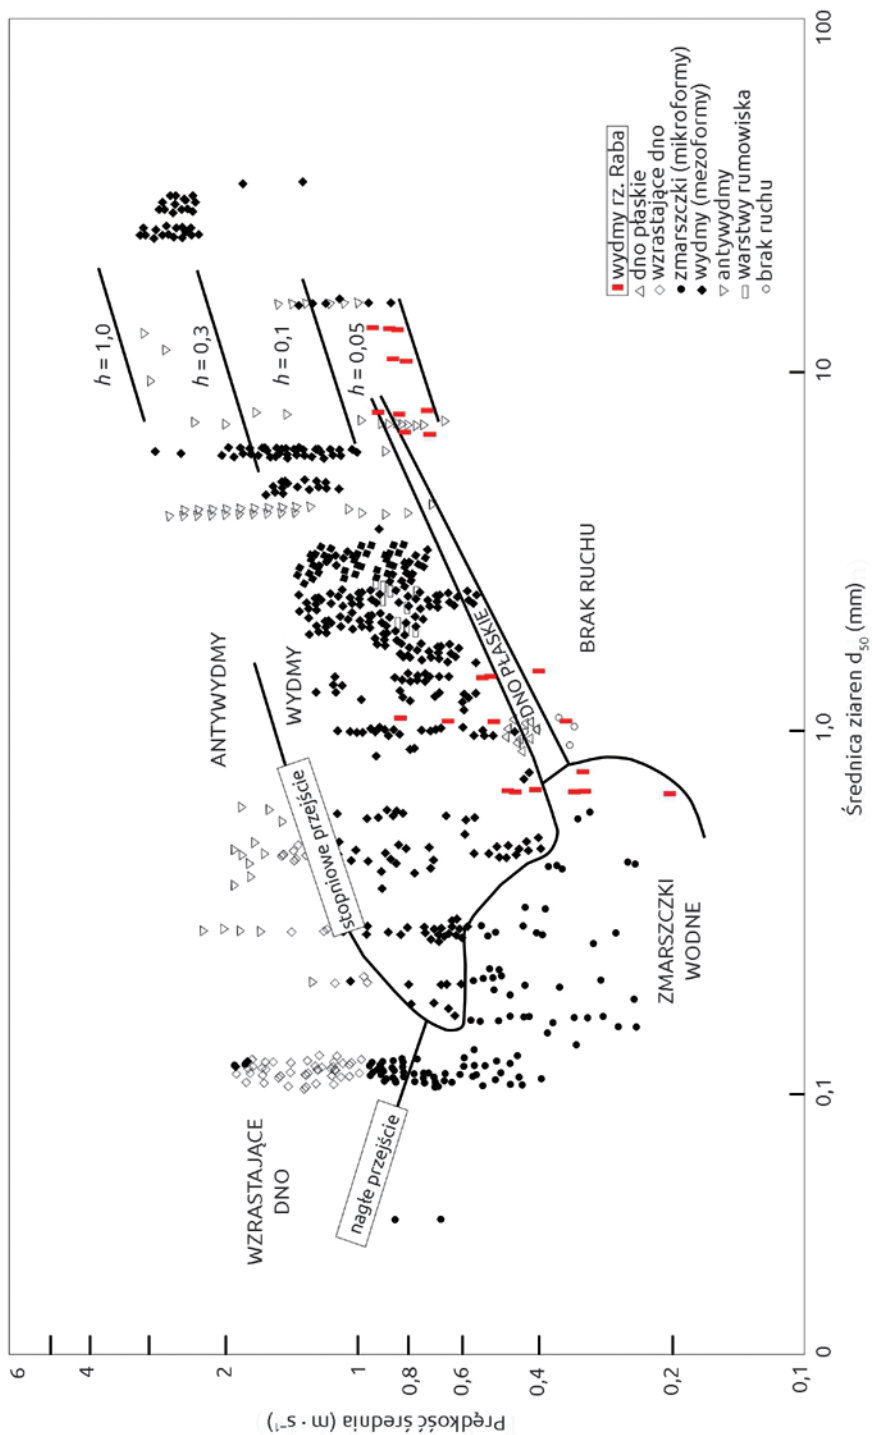 Prędkość średnia (m · s⁻¹)
6
4
2
1
0,8
0,6
0,4
0,2
0,1
0
0,1
1,0
10
100
Średnica ziaren d₅₀ (mm)
WZRASTAJĄCE
DNO
nagłe przejście
stopniowe przejście
ANTYWYDMY
WYDMY
ZMARSZCZKI
WODNE
DNO PŁASKIE
BRAK RUCHU
h = 1,0
h = 0,3
h = 0,1
h = 0,05
wydmy rz. Raba
dno płaskie
wzrastające dno
zmarszczki (mikroformy)
wydmy (mezoformy)
antywydmy
warstwy rumowiska
brak ruchu